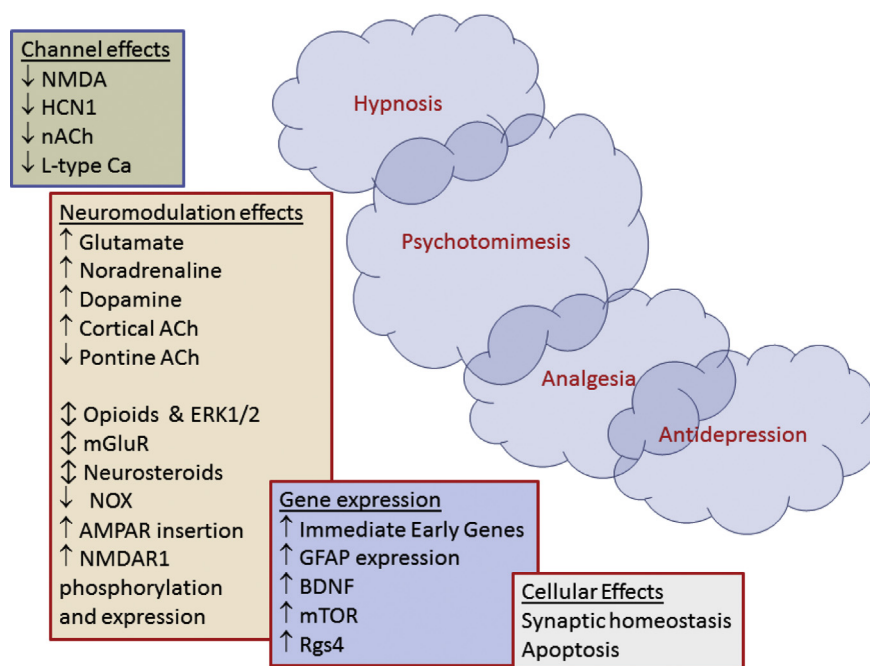 Channel effects
↓ NMDA
↓ HCN1
↓ nACh
↓ L-type Ca
Hypnosis
Psychotomimesis
Analgesia
Antidepression
Neuromodulation effects
↑ Glutamate
↑ Noradrenaline
↑ Dopamine
↑ Cortical ACh
↓ Pontine ACh
↕ Opioids & ERK1/2
↕ mGluR
↕ Neurosteroids
↓ NOX
↑ AMPAR insertion
↑ NMDAR1
phosphorylation
and expression
Gene expression
↑ Immediate Early Genes
↑ GFAP expression
↑ BDNF
↑ mTOR
↑ Rgs4
Cellular Effects
Synaptic homeostasis
Apoptosis